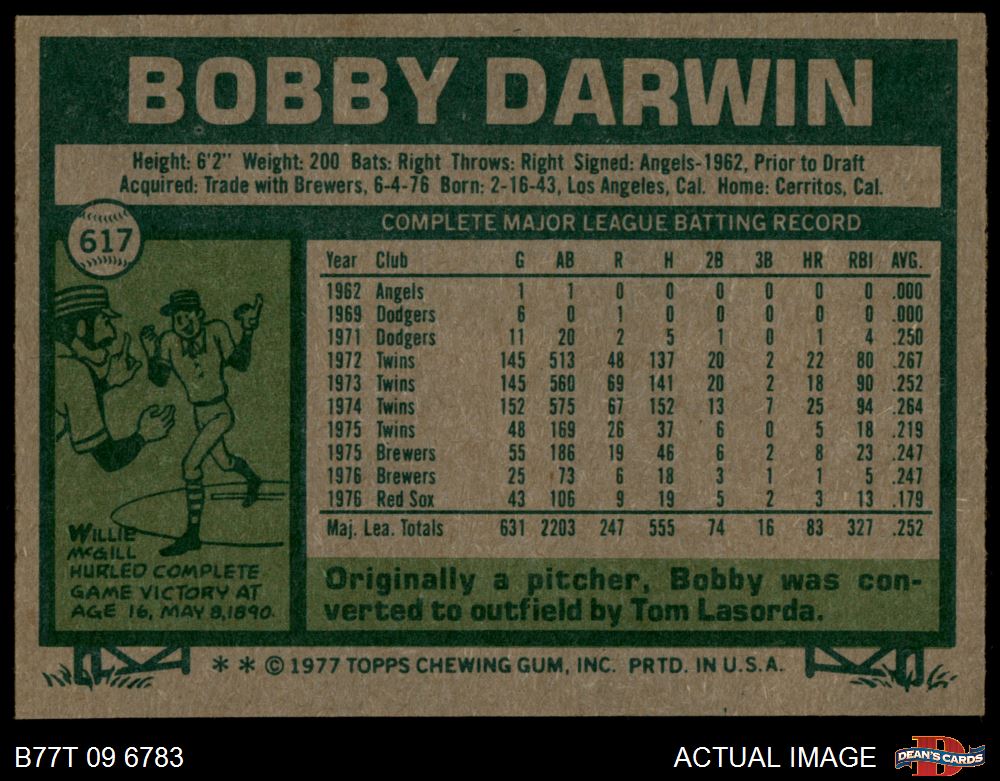 BOBBY DARWIN
Height: 6'2" Weight: 200 Bats: Right Throws: Right Signed: Angels-1962, Prior to Draft
Acquired: Trade with Brewers, 6-4-76 Born: 2-16-43, Los Angeles, Cal. Home: Cerritos, Cal.
617
COMPLETE MAJOR LEAGUE BATTING RECORD
Year Club G AB R H 2B 3B HR RBI AVG.
1962 Angels 1 1 0 0 0 0 0 0 .000
1969 Dodgers 6 0 1 0 0 0 0 0 .000
1971 Dodgers 11 20 2 5 1 0 1 4 .250
1972 Twins 145 513 48 137 20 2 22 80 .267
1973 Twins 145 560 69 141 20 2 18 90 .252
1974 Twins 152 575 67 152 13 7 25 94 .264
1975 Twins 48 169 26 37 6 0 5 18 .219
1975 Brewers 55 186 19 46 6 2 8 23 .247
1976 Brewers 25 73 6 18 3 1 1 5 .247
1976 Red Sox 43 106 9 19 5 2 3 13 .179
Maj. Lea. Totals 631 2203 247 555 74 16 83 327 .252
WILLIE
McGILL
HURLED COMPLETE
GAME VICTORY AT
AGE 16, MAY 8, 1890.
Originally a pitcher, Bobby was con-
verted to outfield by Tom Lasorda.
* * © 1977 TOPPS CHEWING GUM, INC. PRTD. IN U.S.A.
B77T 09 6783
ACTUAL IMAGE
D
DEAN'S CARDS